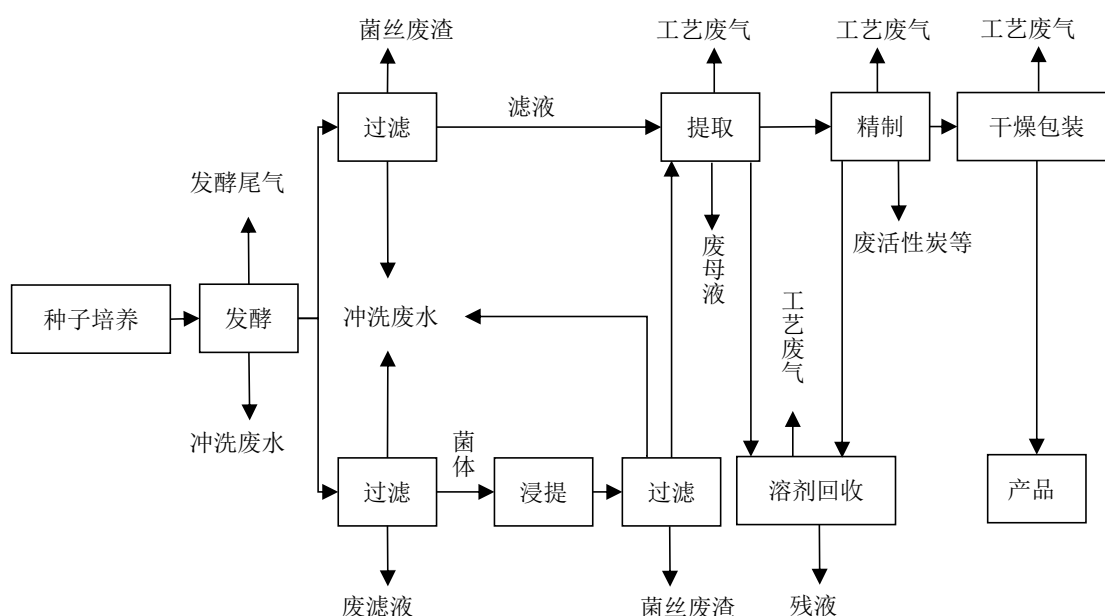 菌丝废渣
工艺废气
工艺废气
工艺废气
过滤
滤液
提取
精制
干燥包装
发酵尾气
废母液
废活性炭等
种子培养
发酵
冲洗废水
工艺废气
冲洗废水
菌体
过滤
浸提
过滤
溶剂回收
产品
废滤液
菌丝废渣
残液